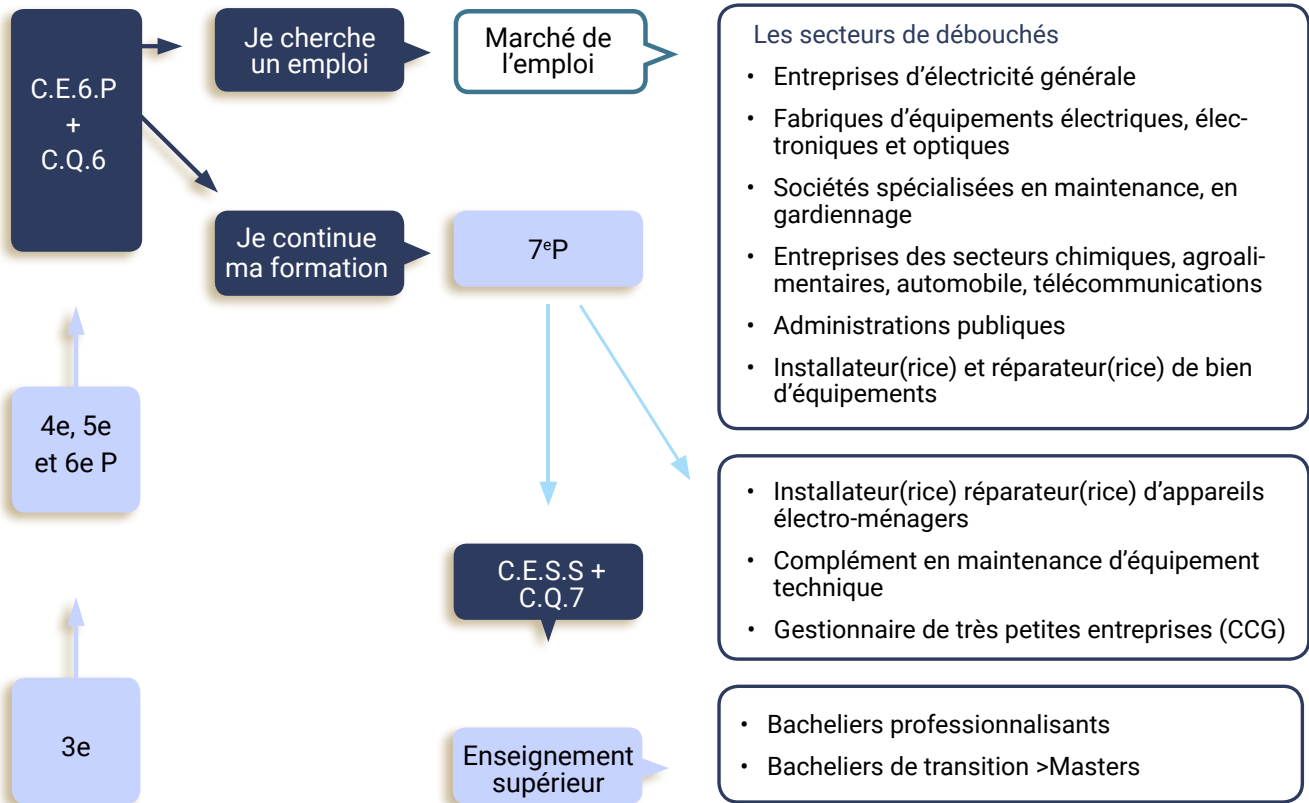 C.E.6.P
+
C.Q.6
Je cherche
un emploi
Marché de
l’emploi
Les secteurs de débouchés
• Entreprises d’électricité générale
• Fabriques d’équipements électriques, élec-
troniques et optiques
• Sociétés spécialisées en maintenance, en
gardiennage
• Entreprises des secteurs chimiques, agroali-
mentaires, automobile, télécommunications
• Administrations publiques
• Installateur(rice) et réparateur(rice) de bien
d’équipements
Je continue
ma formation
7ᵉP
4e, 5e
et 6e P
• Installateur(rice) réparateur(rice) d’appareils
électro-ménagers
• Complément en maintenance d’équipement
technique
• Gestionnaire de très petites entreprises (CCG)
C.E.S.S +
C.Q.7
3e
Enseignement
supérieur
• Bacheliers professionnalisants
• Bacheliers de transition >Masters